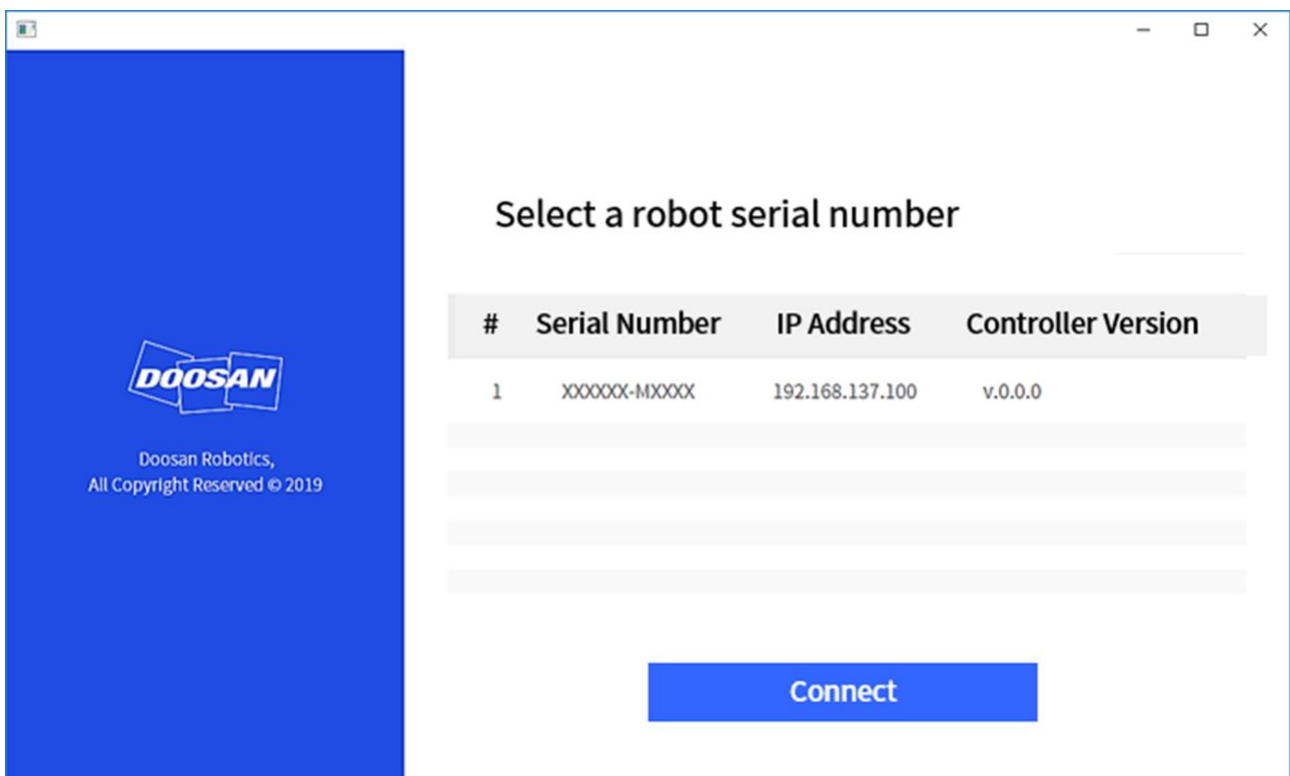 DOOSAN
Doosan Robotics,
All Copyright Reserved © 2019
Select a robot serial number
# Serial Number IP Address Controller Version
1 XXXXXX-MXXXX 192.168.137.100 v.0.0.0
Connect